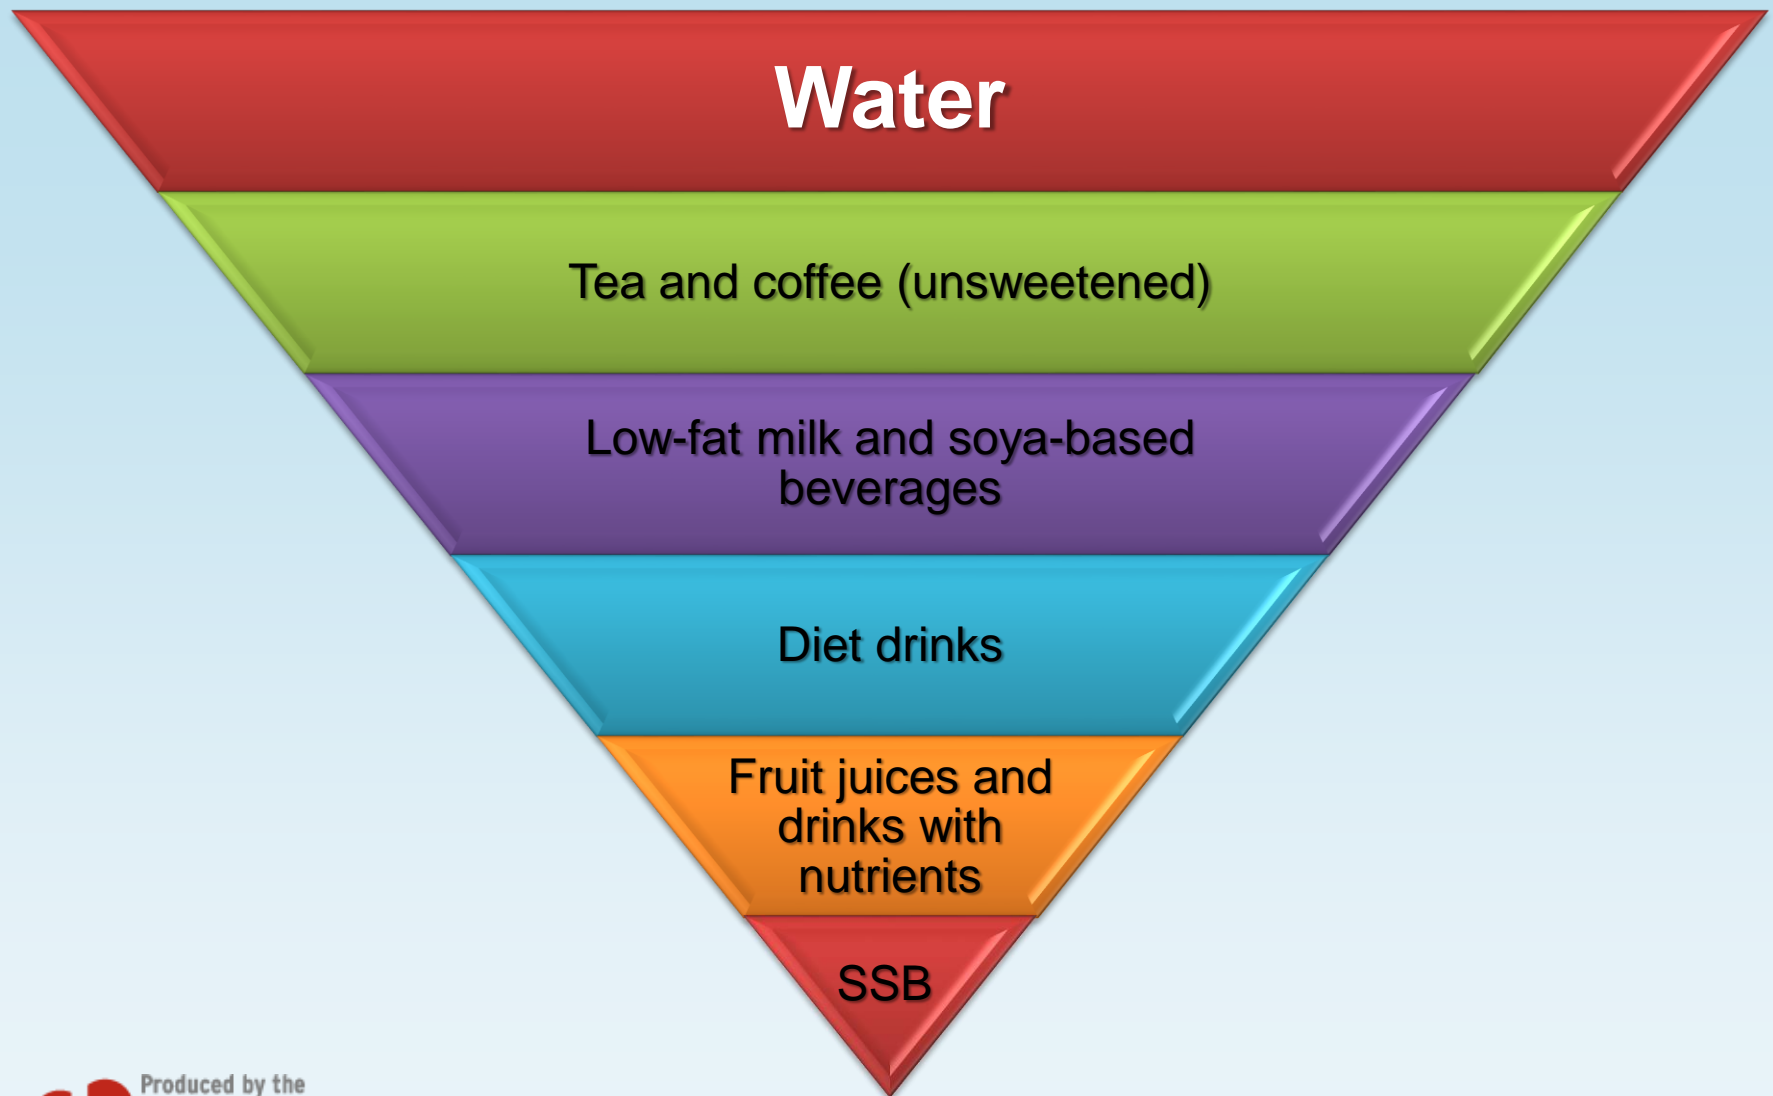 Water
Tea and coffee (unsweetened)
Low-fat milk and soya-based
beverages
Diet drinks
Fruit juices and
drinks with
nutrients
SSB
Produced by the